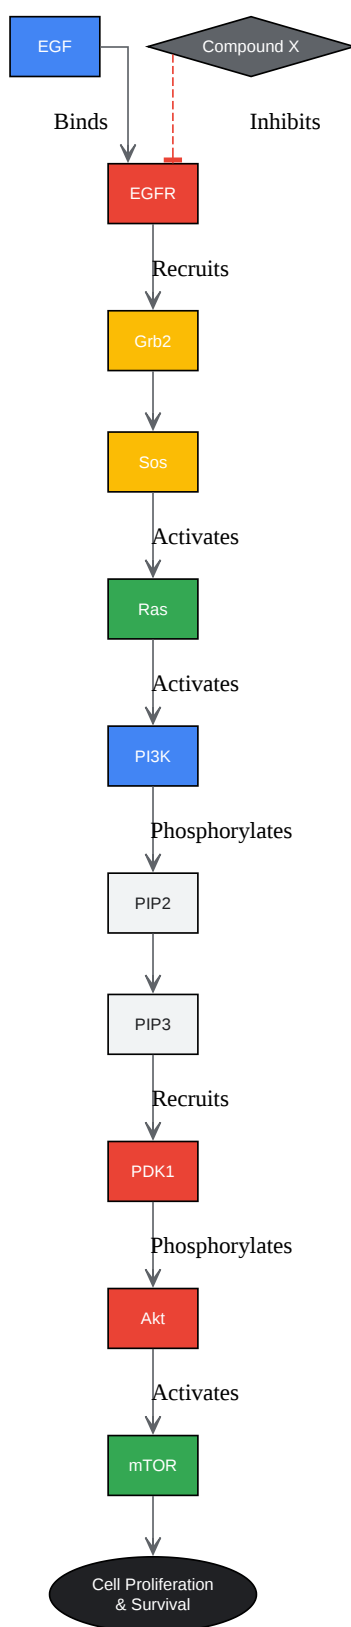 EGF
Compound X
Binds
Inhibits
EGFR
Recruits
Grb2
Sos
Activates
Ras
Activates
PI3K
Phosphorylates
PIP2
PIP3
Recruits
PDK1
Phosphorylates
Akt
Activates
mTOR
Cell Proliferation
& Survival